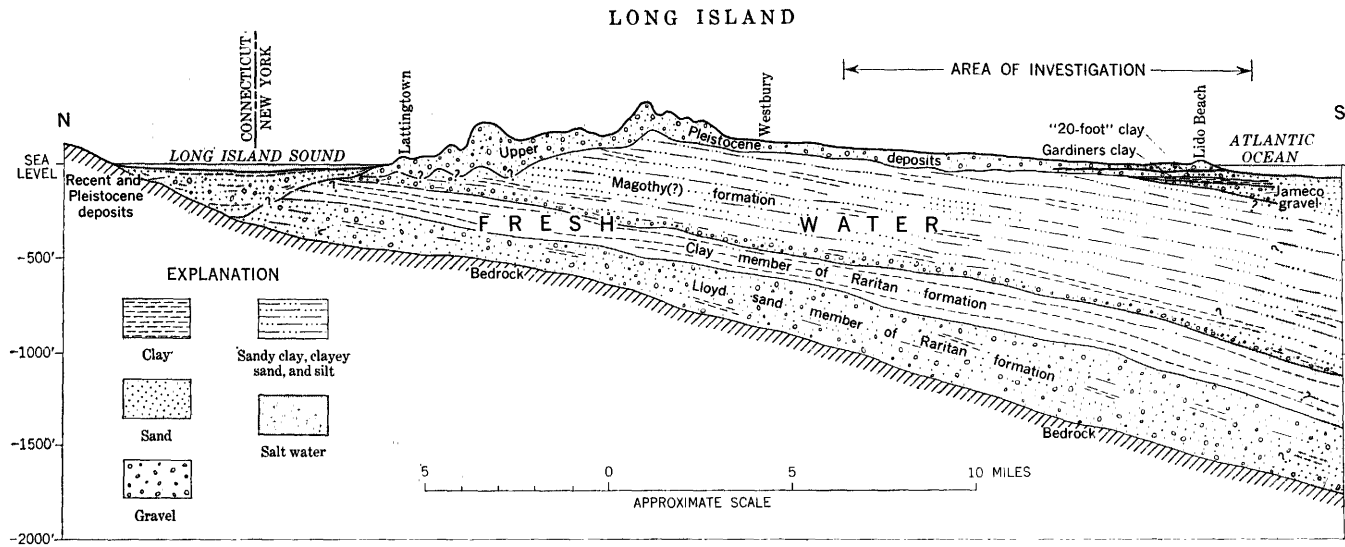 LONG ISLAND
CONNECTICUT
NEW YORK
Lattingtown
Westbury
AREA OF INVESTIGATION
Lido Beach
N
S
"20-foot" clay
Gardiners clay
ATLANTIC
OCEAN
LONG ISLAND SOUND
SEA
LEVEL
Upper
Pleistocene
deposits
Recent and
Pleistocene
deposits
Jameco
gravel
Magothy(?) formation
FRESH WATER
Clay member of Raritan formation
Lloyd sand member of Raritan formation
Bedrock
Bedrock
-500'
-1000'
-1500'
-2000'
EXPLANATION
Clay
Sandy clay, clayey
sand, and silt
Sand
Salt water
Gravel
5 0 5 10 MILES
APPROXIMATE SCALE
?
?
?
?
?
?
?
?
?